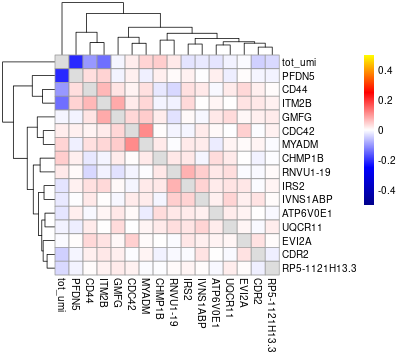 tot_umi
PFDN5
CD44
ITM2B
GMFG
CDC42
MYADM
CHMP1B
RNVU1-19
IRS2
IVNS1ABP
ATP6V0E1
UQCR11
EVI2A
CDR2
RP5-1121H13.3
0.4
0.2
0
-0.2
-0.4
tot_umi
PFDN5
CD44
ITM2B
GMFG
CDC42
MYADM
CHMP1B
RNVU1-19
IRS2
IVNS1ABP
ATP6V0E1
UQCR11
EVI2A
CDR2
RP5-1121H13.3